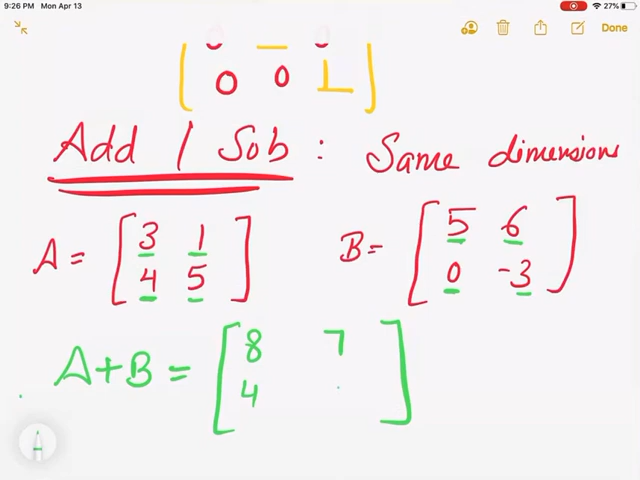 9:26 PM Mon Apr 13 27%
Done
0 0 1
Add / Sub : Same dimensions
A = [ 3 1 B = [ 5 6
4 5 ] 0 -3 ]
A+B = [ 8 7
4 ]